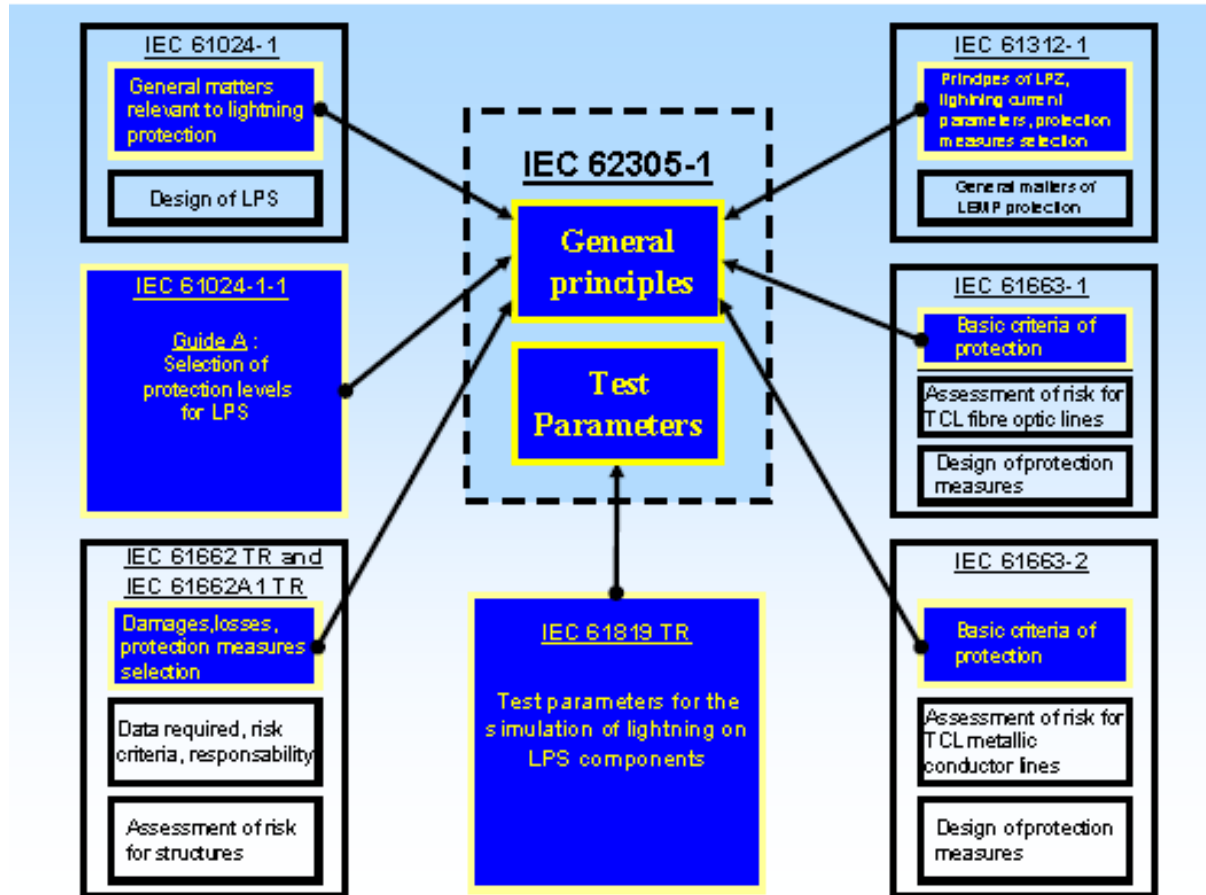 IEC 61024-1
General matters
relevant to lightning
protection
Design of LPS
IEC 61024-1-1
Guide A :
Selection of
protection levels
for LPS
IEC 61662 TR and
IEC 61662A1 TR
Damages,losses,
protection measures
selection
Data required, risk
criteria, responsability
Assessment of risk
for structures
IEC 62305-1
General
principles
Test
Parameters
IEC 61819 TR
Test parameters for the
simulation of lightning on
LPS components
IEC 61312-1
Principes of LPZ,
lightning current
parameters, protection
measures selection
General matters of
LEMP protection
IEC 61663-1
Basic criteria of
protection
Assessment of risk for
TCL fibre optic lines
Design of protection
measures
IEC 61663-2
Basic criteria of
protection
Assessment of risk for
TCL metallic
conductor lines
Design of protection
measures